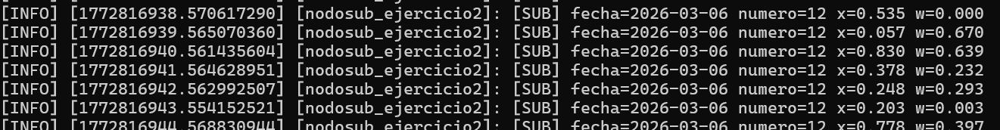 [INFO] [1772816938.570617290] [nodosub_ejercicio2]: [SUB] fecha=2026-03-06 numero=12 x=0.535 w=0.000
[INFO] [1772816939.565070360] [nodosub_ejercicio2]: [SUB] fecha=2026-03-06 numero=12 x=0.057 w=0.670
[INFO] [1772816940.561435604] [nodosub_ejercicio2]: [SUB] fecha=2026-03-06 numero=12 x=0.830 w=0.639
[INFO] [1772816941.564628951] [nodosub_ejercicio2]: [SUB] fecha=2026-03-06 numero=12 x=0.378 w=0.232
[INFO] [1772816942.562992507] [nodosub_ejercicio2]: [SUB] fecha=2026-03-06 numero=12 x=0.248 w=0.293
[INFO] [1772816943.554152521] [nodosub_ejercicio2]: [SUB] fecha=2026-03-06 numero=12 x=0.203 w=0.003
[INFO] [1772816944.568830944] [nodosub_ejercicio2]: [SUB] fecha=2026-03-06 numero=12 x=0.778 w=0.397